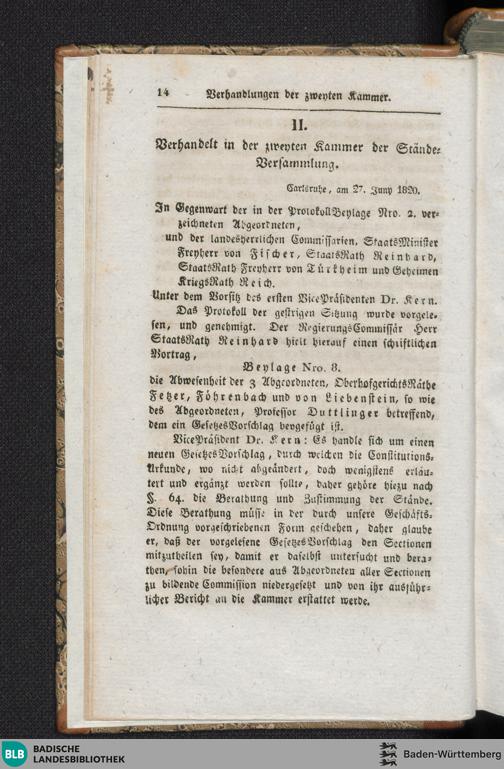 14 Verhandlungen der zweyten Kammer.
II.
Verhandelt in der zweyten Kammer der Stände-
Versammlung.
Carlsruhe, am 27. Juny 1820.
In Gegenwart der in der ProtokollBeylage Nro. 2. ver-
zeichneten Abgeordneten,
und der landesherrlichen Commissarien, StaatsMinister
Freyherr von Fischer, StaatsRath Reinhard,
StaatsRath Freyherr von Türkheim und Geheimen
KriegsRath Reich.
Unter dem Vorsitz des ersten VicePräsidenten Dr. Kern.
Das Protokoll der gestrigen Sitzung wurde vorgele-
sen, und genehmigt. Der RegierungsCommissär Herr
StaatsRath Reinhard hielt hierauf einen schriftlichen
Vortrag,
Beylage Nro. 3.
die Abwesenheit der 3 Abgeordneten, OberhofgerichtsRäthe
Fetzer, Föhrenbach und von Liebenstein, so wie
des Abgeordneten, Professor Duttlinger betreffend,
dem ein GesetzesVorschlag beygefügt ist.
VicePräsident Dr. Kern: Es handle sich um einen
neuen GesetzesVorschlag, durch welchen die Constitutions-
Urkunde, wo nicht abgeändert, doch wenigstens erläu-
tert und ergänzt werden sollte, daher gehöre hiezu nach
§. 64. die Berathung und Zustimmung der Stände.
Diese Berathung müsse in der durch unsere Geschäfts-
Ordnung vorgeschriebenen Form geschehen, daher glaube
er, daß der vorgelesene GesetzesVorschlag den Sectionen
mitzutheilen sey, damit er daselbst untersucht und bera-
then, sohin die besondere aus Abgeordneten aller Sectionen
zu bildende Commission niedergesetzt und von ihr ausführ-
licher Bericht an die Kammer erstattet werde.
BLB BADISCHE
LANDESBIBLIOTHEK
Baden-Württemberg